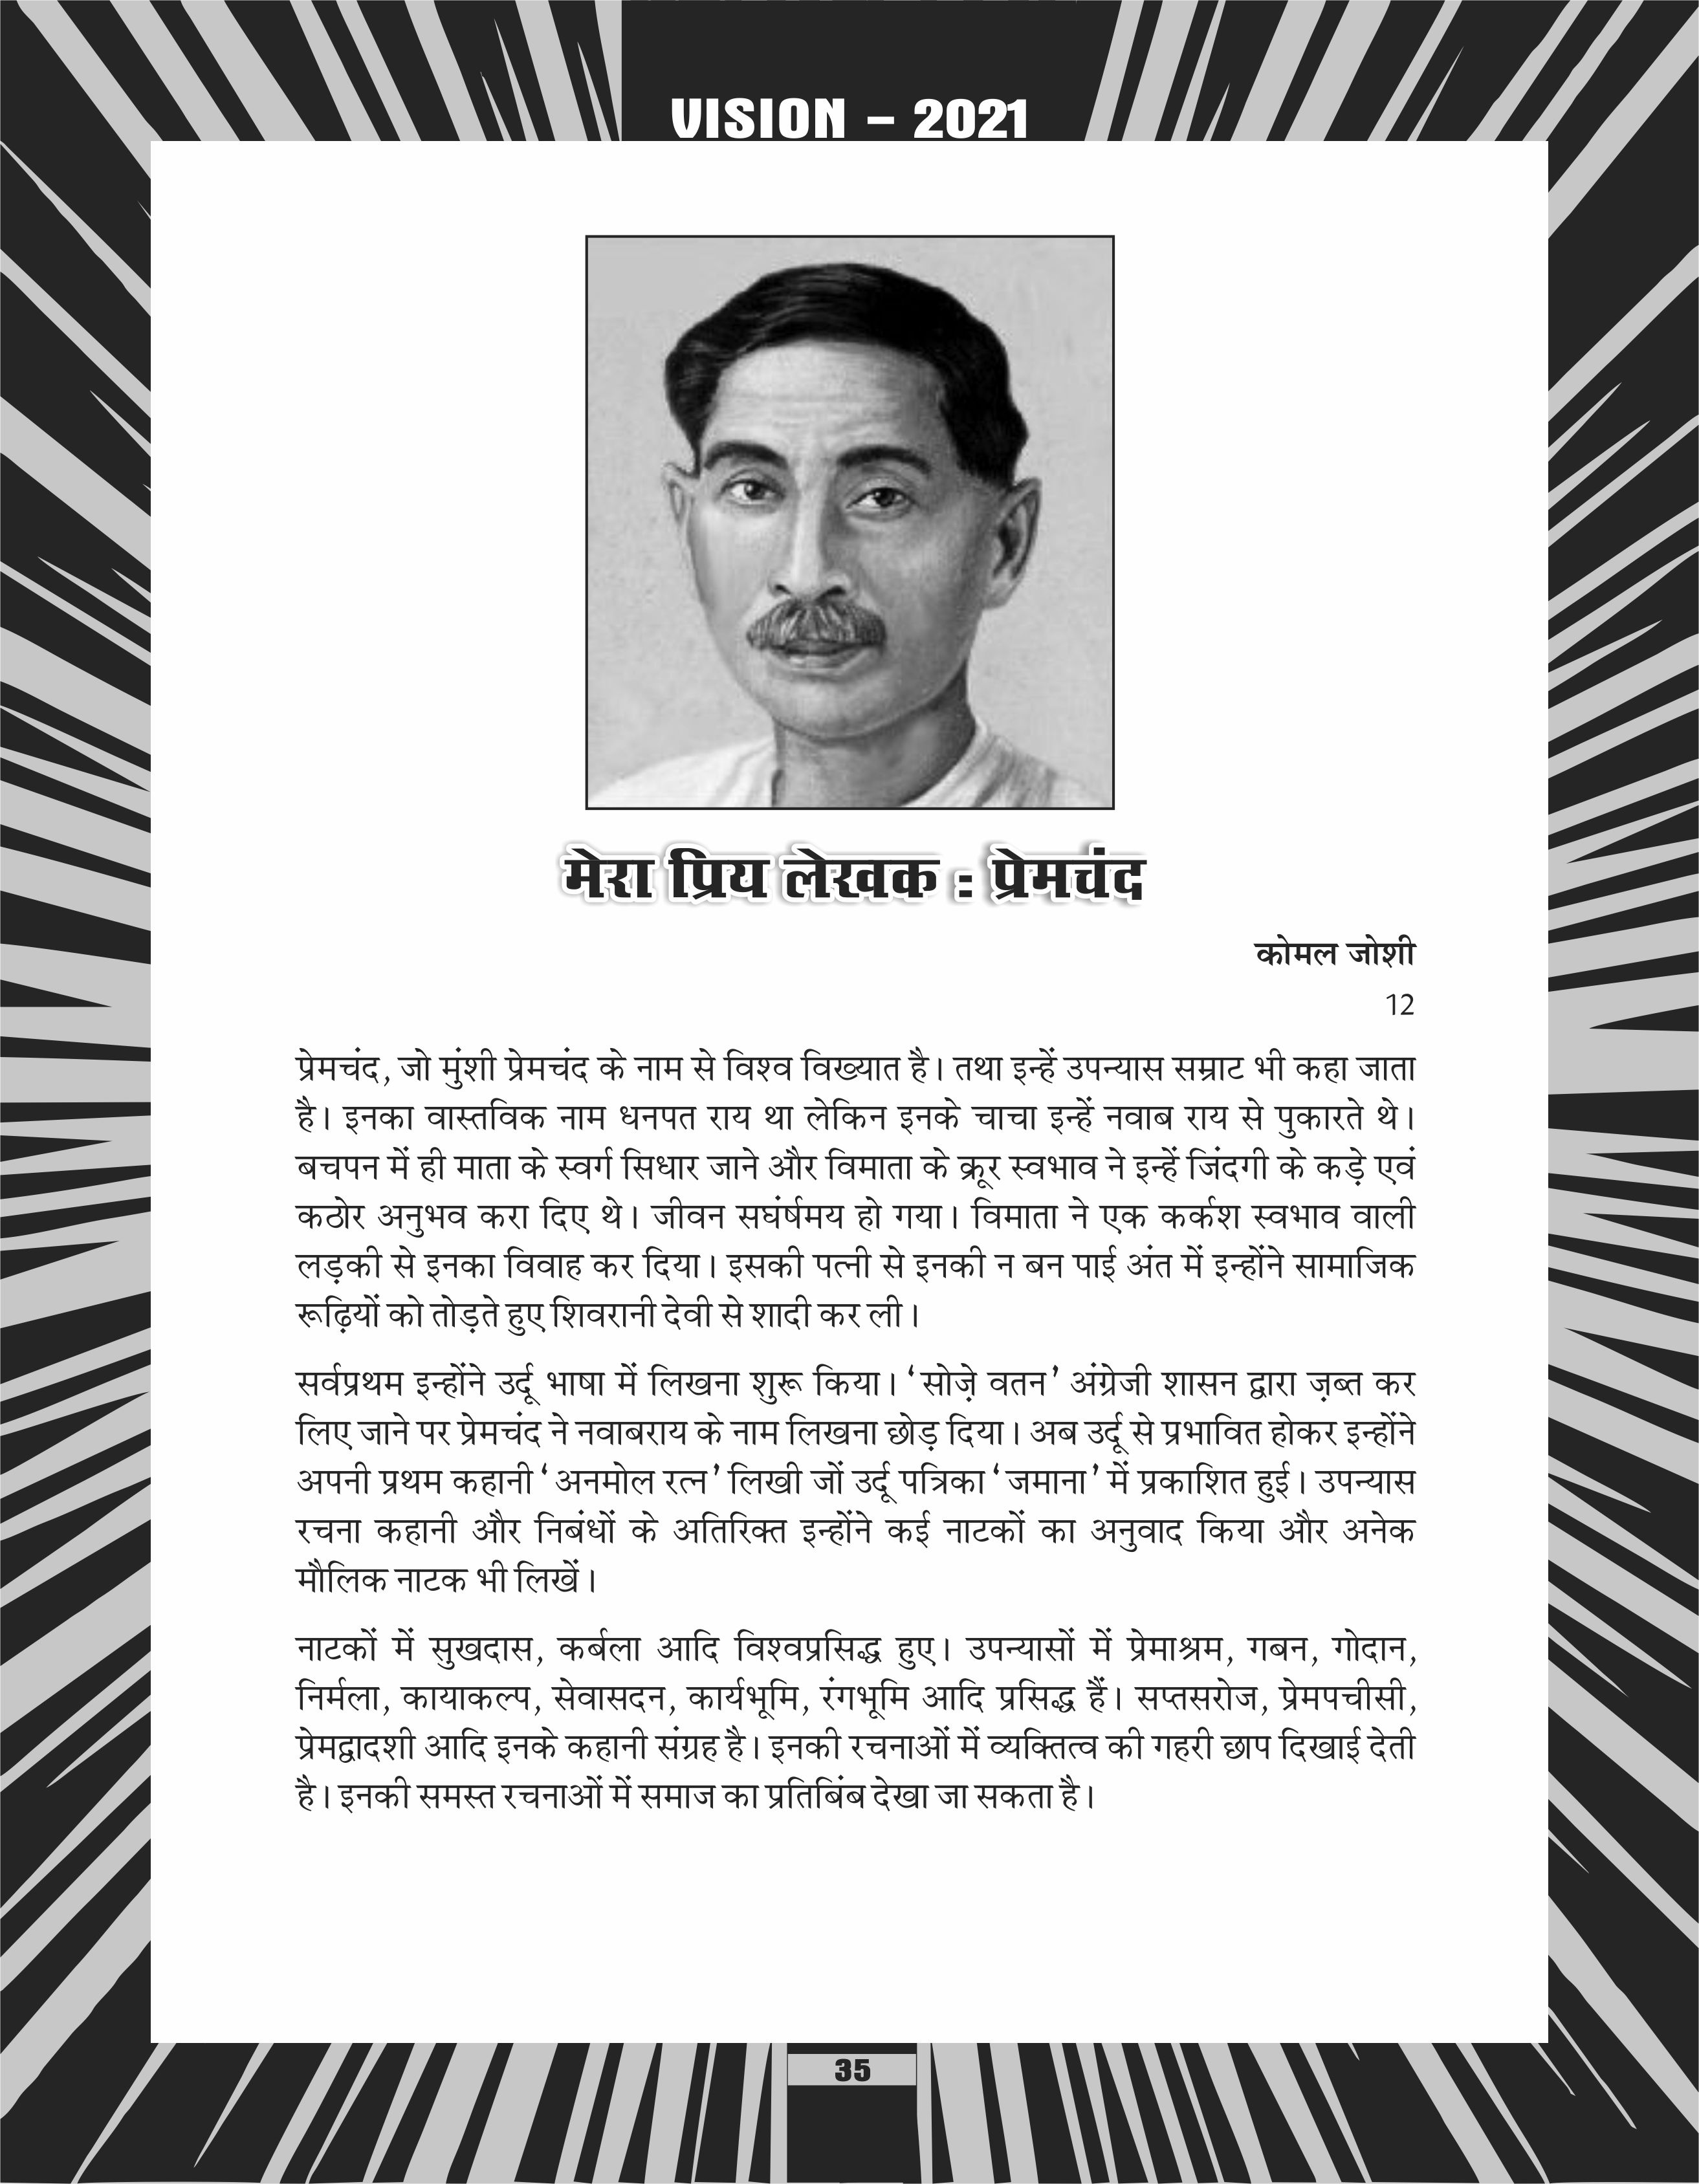 VISION – 2021
मेरा प्रिय लेखक : प्रेमचंद
कोमल जोशी
12
प्रेमचंद, जो मुंशी प्रेमचंद के नाम से विश्व विख्यात है। तथा इन्हें उपन्यास सम्राट भी कहा जाता
है। इनका वास्तविक नाम धनपत राय था लेकिन इनके चाचा इन्हें नवाब राय से पुकारते थे।
बचपन में ही माता के स्वर्ग सिधार जाने और विमाता के क्रूर स्वभाव ने इन्हें जिंदगी के कड़े एवं
कठोर अनुभव करा दिए थे। जीवन सघंर्षमय हो गया। विमाता ने एक कर्कश स्वभाव वाली
लड़की से इनका विवाह कर दिया। इसकी पत्नी से इनकी न बन पाई अंत में इन्होंने सामाजिक
रूढ़ियों को तोड़ते हुए शिवरानी देवी से शादी कर ली।
सर्वप्रथम इन्होंने उर्दू भाषा में लिखना शुरू किया। ‘सोज़े वतन’ अंग्रेजी शासन द्वारा ज़ब्त कर
लिए जाने पर प्रेमचंद ने नवाबराय के नाम लिखना छोड़ दिया। अब उर्दू से प्रभावित होकर इन्होंने
अपनी प्रथम कहानी ‘अनमोल रत्न’ लिखी जों उर्दू पत्रिका ‘जमाना’ में प्रकाशित हुई। उपन्यास
रचना कहानी और निबंधों के अतिरिक्त इन्होंने कई नाटकों का अनुवाद किया और अनेक
मौलिक नाटक भी लिखें।
नाटकों में सुखदास, कर्बला आदि विश्वप्रसिद्ध हुए। उपन्यासों में प्रेमाश्रम, गबन, गोदान,
निर्मला, कायाकल्प, सेवासदन, कार्यभूमि, रंगभूमि आदि प्रसिद्ध हैं। सप्तसरोज, प्रेमपचीसी,
प्रेमद्वादशी आदि इनके कहानी संग्रह है। इनकी रचनाओं में व्यक्तित्व की गहरी छाप दिखाई देती
है। इनकी समस्त रचनाओं में समाज का प्रतिबिंब देखा जा सकता है।
35